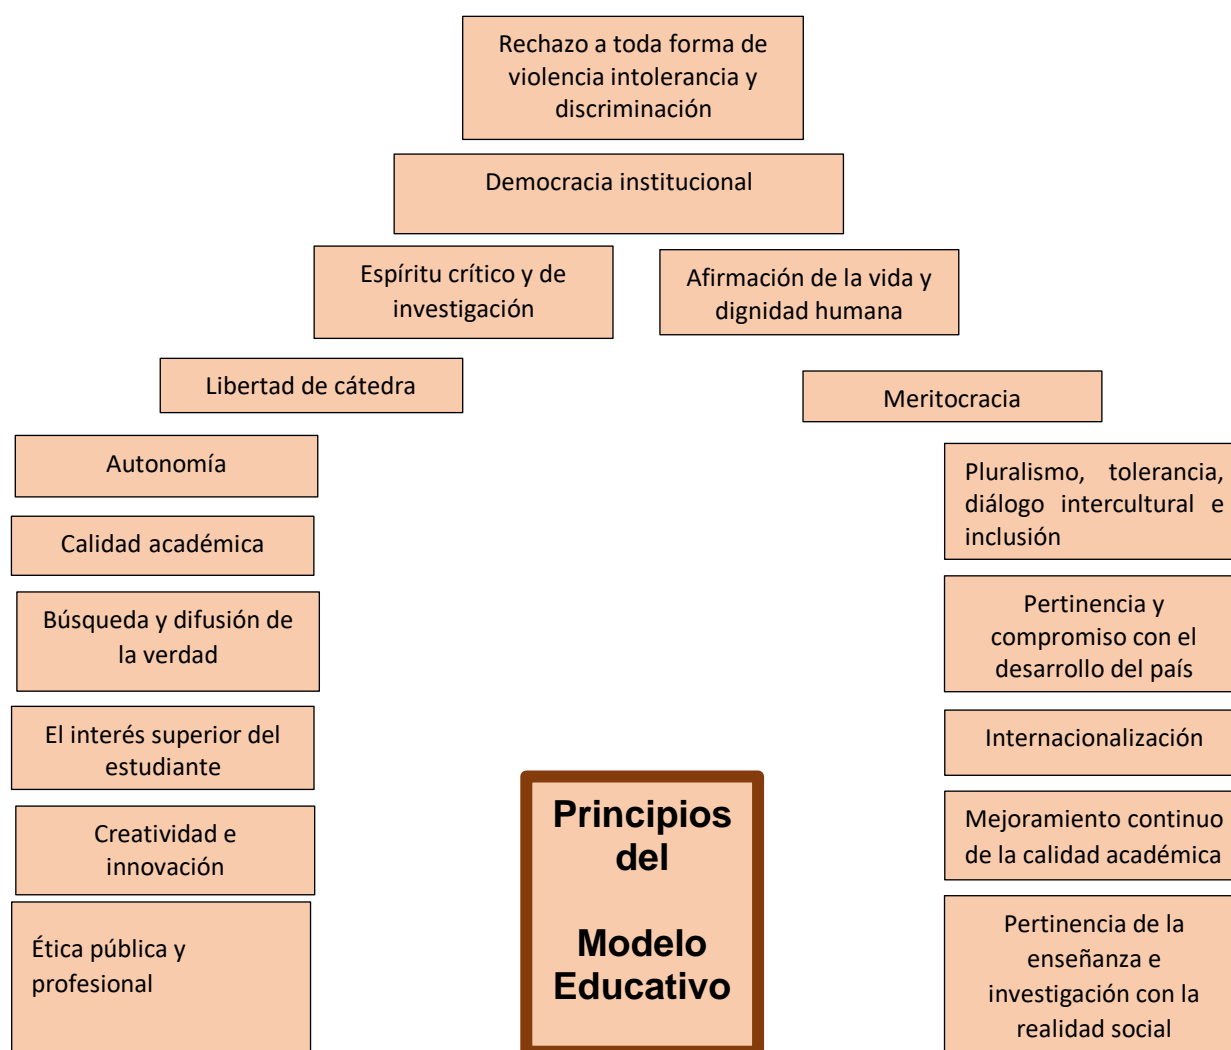 Rechazo a toda forma de
violencia intolerancia y
discriminación
Democracia institucional
Espíritu crítico y de
investigación
Afirmación de la vida y
dignidad humana
Libertad de cátedra
Meritocracia
Autonomía
Calidad académica
Búsqueda y difusión de
la verdad
El interés superior del
estudiante
Creatividad e
innovación
Ética pública y
profesional
Pluralismo, tolerancia,
diálogo intercultural e
inclusión
Pertinencia y
compromiso con el
desarrollo del país
Internacionalización
Mejoramiento continuo
de la calidad académica
Pertinencia de la
enseñanza e
investigación con la
realidad social
Principios
del
Modelo
Educativo